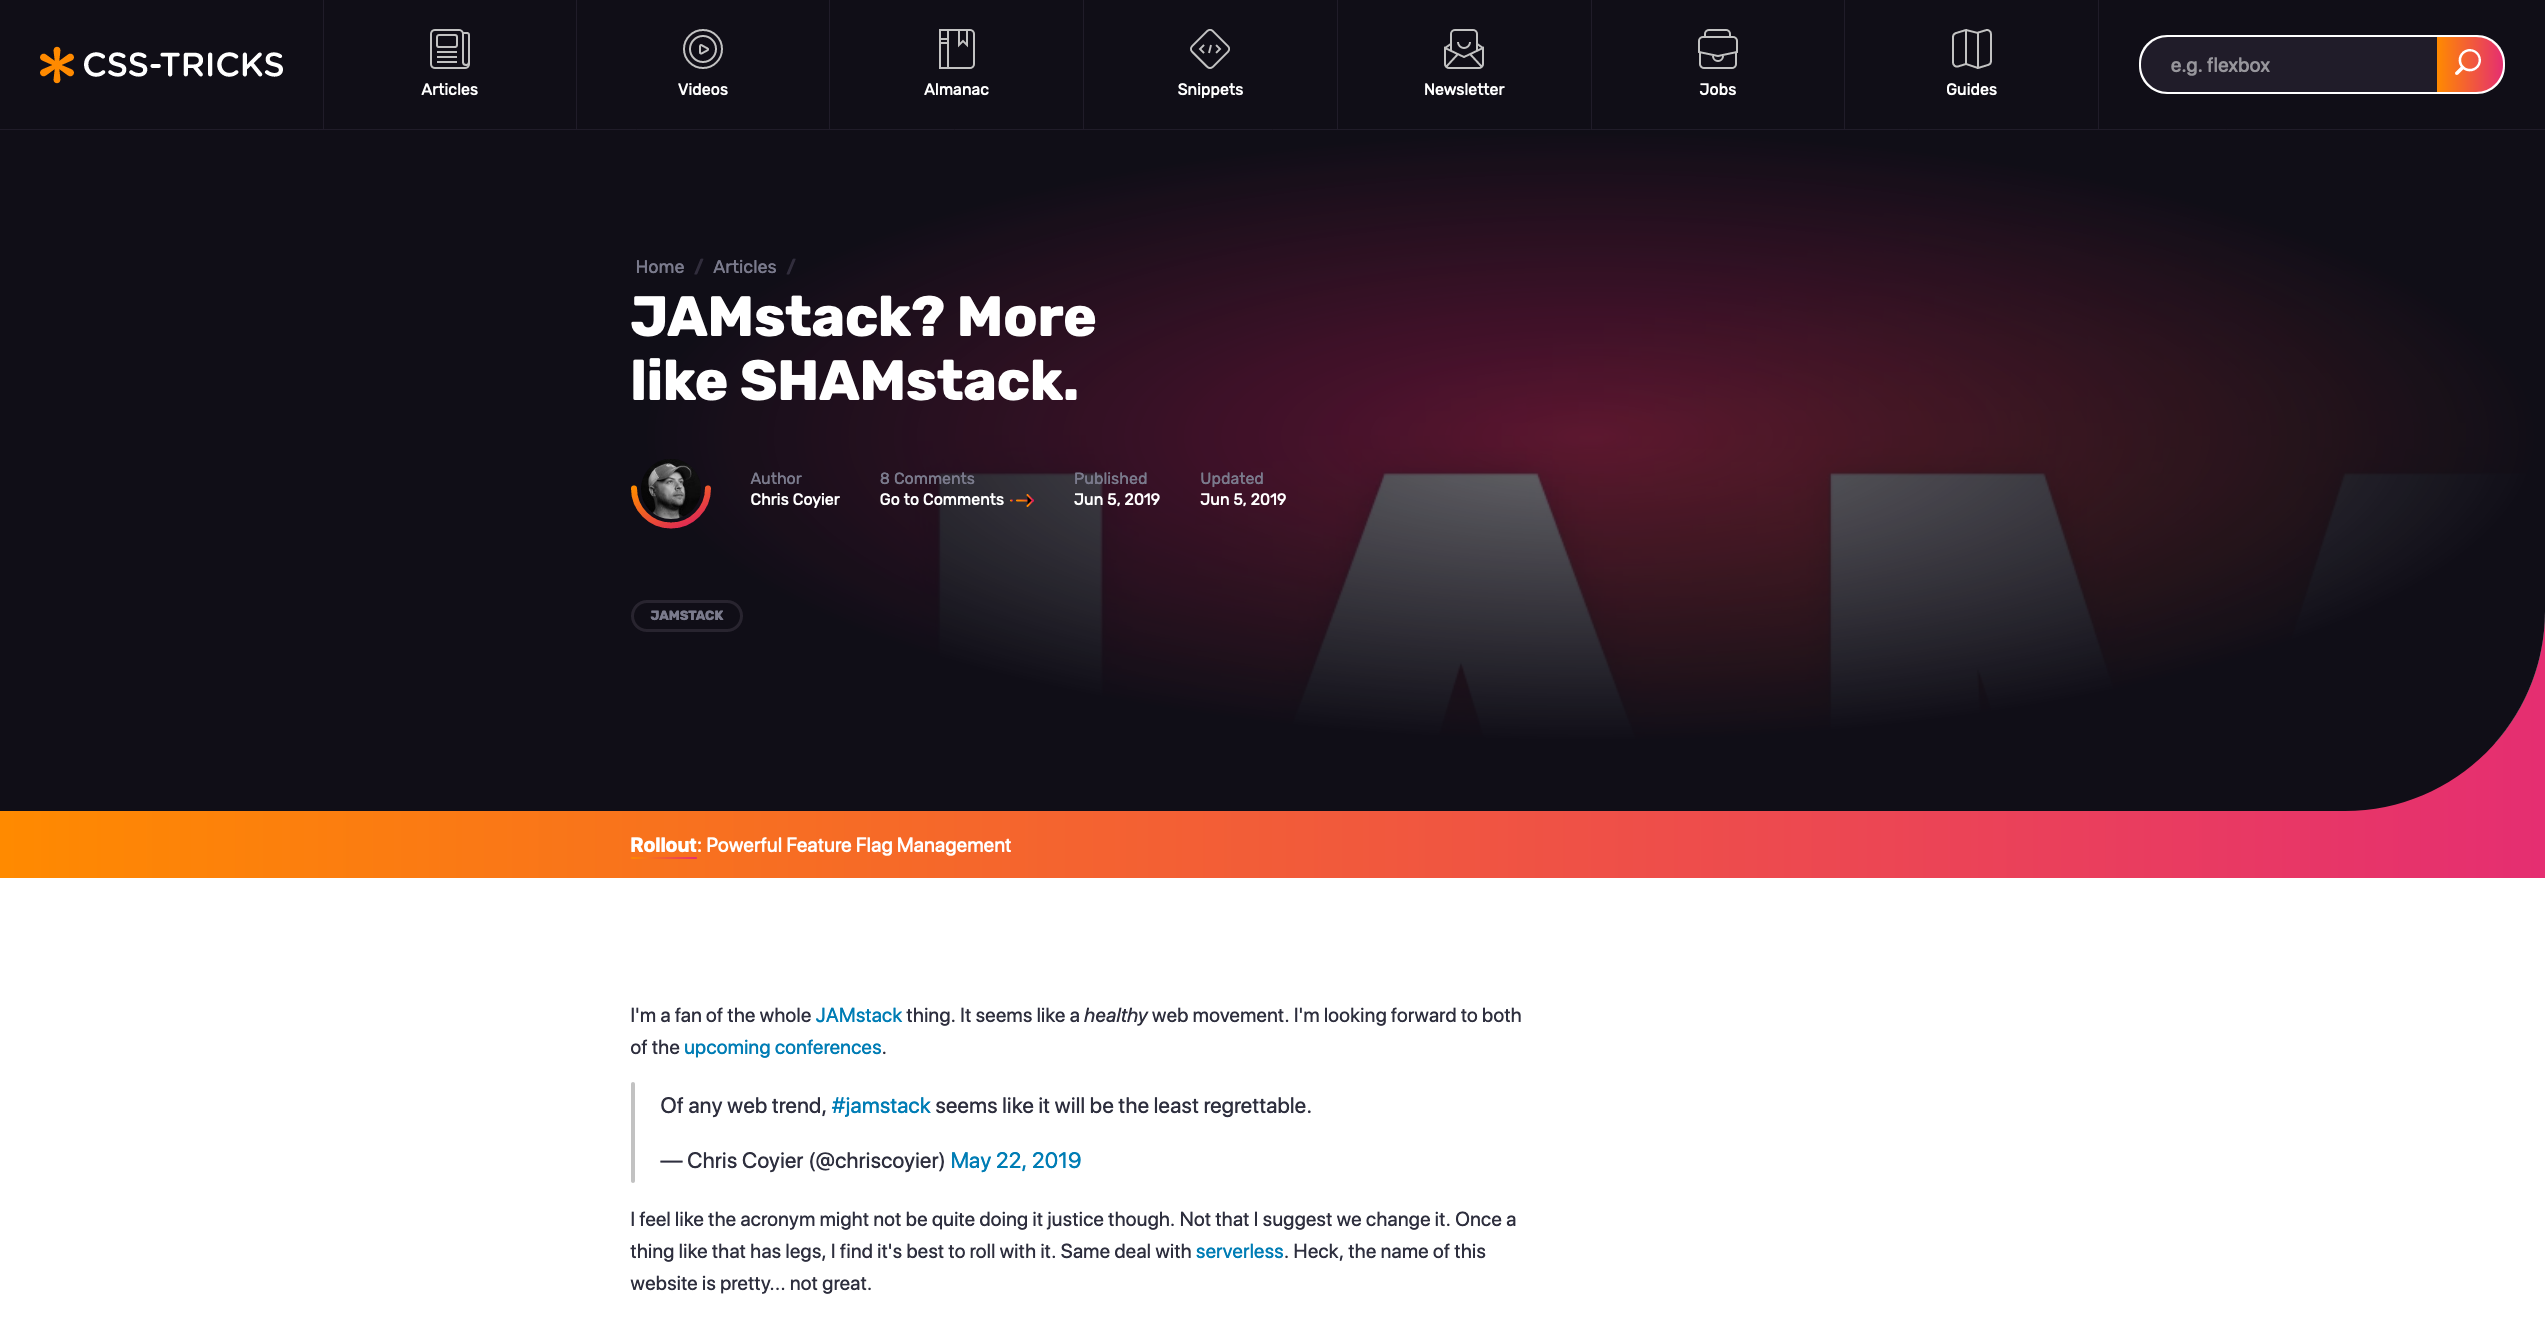 CSS-TRICKS
Articles
Videos
Almanac
Snippets
Newsletter
Jobs
Guides
e.g. flexbox
Home / Articles /
JAMstack? More
like SHAMstack.
Author
Chris Coyier
8 Comments
Go to Comments
Published
Jun 5, 2019
Updated
Jun 5, 2019
JAMSTACK
JAM
Rollout: Powerful Feature Flag Management
I'm a fan of the whole JAMstack thing. It seems like a healthy web movement. I'm looking forward to both
of the upcoming conferences.
Of any web trend, #jamstack seems like it will be the least regrettable.
— Chris Coyier (@chriscoyier) May 22, 2019
I feel like the acronym might not be quite doing it justice though. Not that I suggest we change it. Once a
thing like that has legs, I find it's best to roll with it. Same deal with serverless. Heck, the name of this
website is pretty... not great.